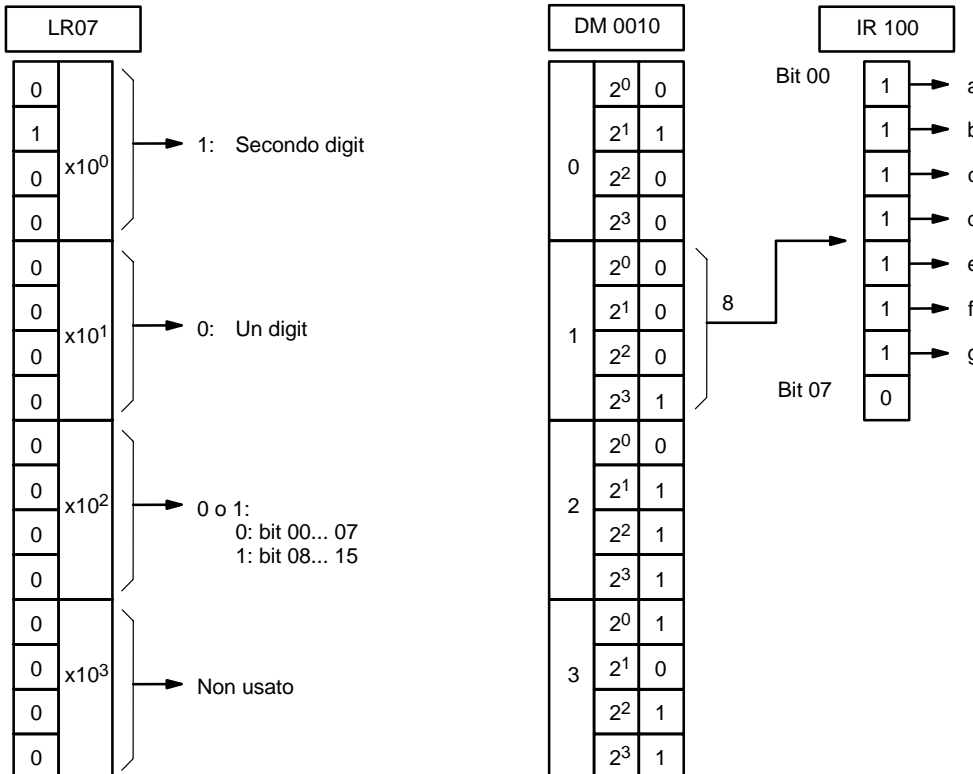 LR07 DM 0010 IR 100
0 2⁰ 0 Bit 00 1 a
1 2¹ 1 1 b
x10⁰ 1: Secondo digit 0
0 2² 0 1
0 2³ 0 1
0 2⁰ 0 1 e
0 2¹ 0 8 1 f
x10¹ 0: Un digit 1
0 2² 0 1 g
0 2³ 1 Bit 07 0
0 2⁰ 0
0 2¹ 1
x10² 0 o 1: 2
0 2² 1
0: bit 00... 07
1: bit 08... 15
0 2³ 1
0 2⁰ 1
0 2¹ 0
x10³ Non usato 3
0 2² 1
0 2³ 1